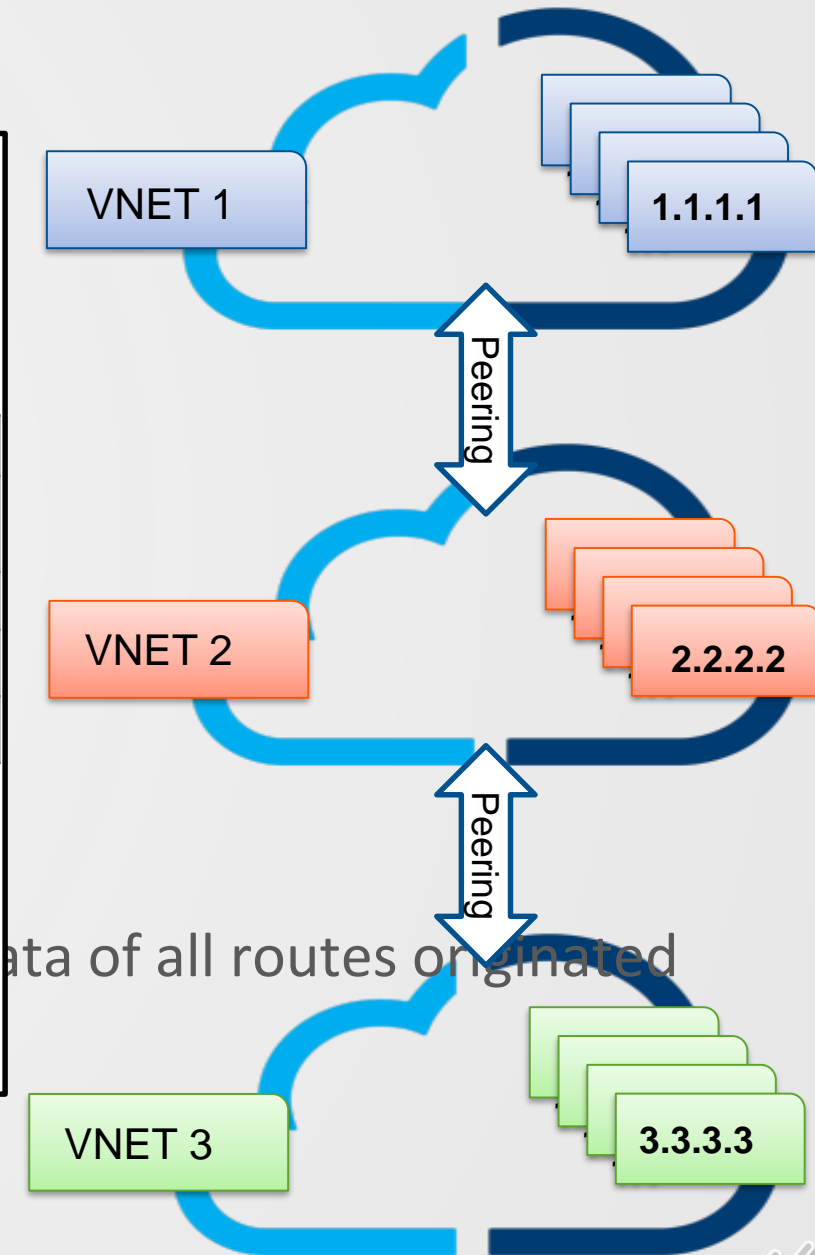 VNET 1
1.1.1.1
Peering
VNET 2
2.2.2.2
Peering
ata of all routes originated
VNET 3
3.3.3.3